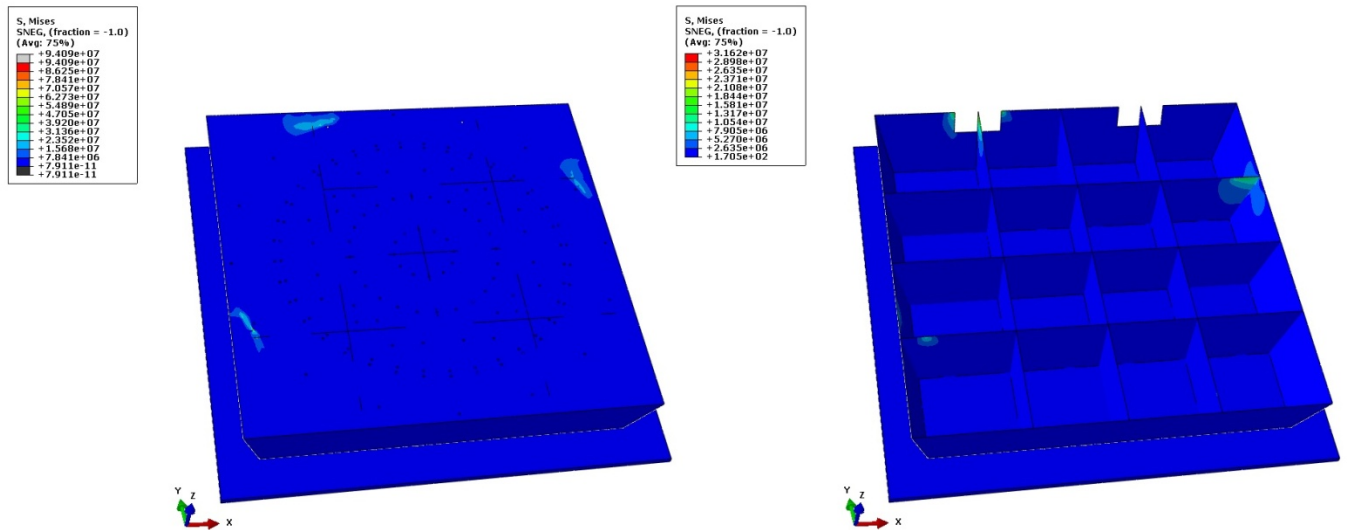 S, Mises
SNEG, (fraction = -1.0)
(Avg: 75%)
+9.409e+07
+9.409e+07
+8.625e+07
+7.841e+07
+7.057e+07
+6.273e+07
+5.489e+07
+4.705e+07
+3.920e+07
+3.136e+07
+2.352e+07
+1.568e+07
+7.841e+06
+7.911e-11
+7.911e-11
Y
Z
X
S, Mises
SNEG, (fraction = -1.0)
(Avg: 75%)
+3.162e+07
+2.898e+07
+2.635e+07
+2.371e+07
+2.108e+07
+1.844e+07
+1.581e+07
+1.317e+07
+1.054e+07
+7.905e+06
+5.270e+06
+2.635e+06
+1.705e+02
Y
Z
X